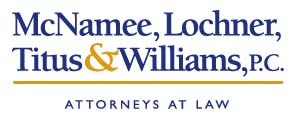 McNamee, Lochner,
Titus & Williams, P.C.
ATTORNEYS AT LAW